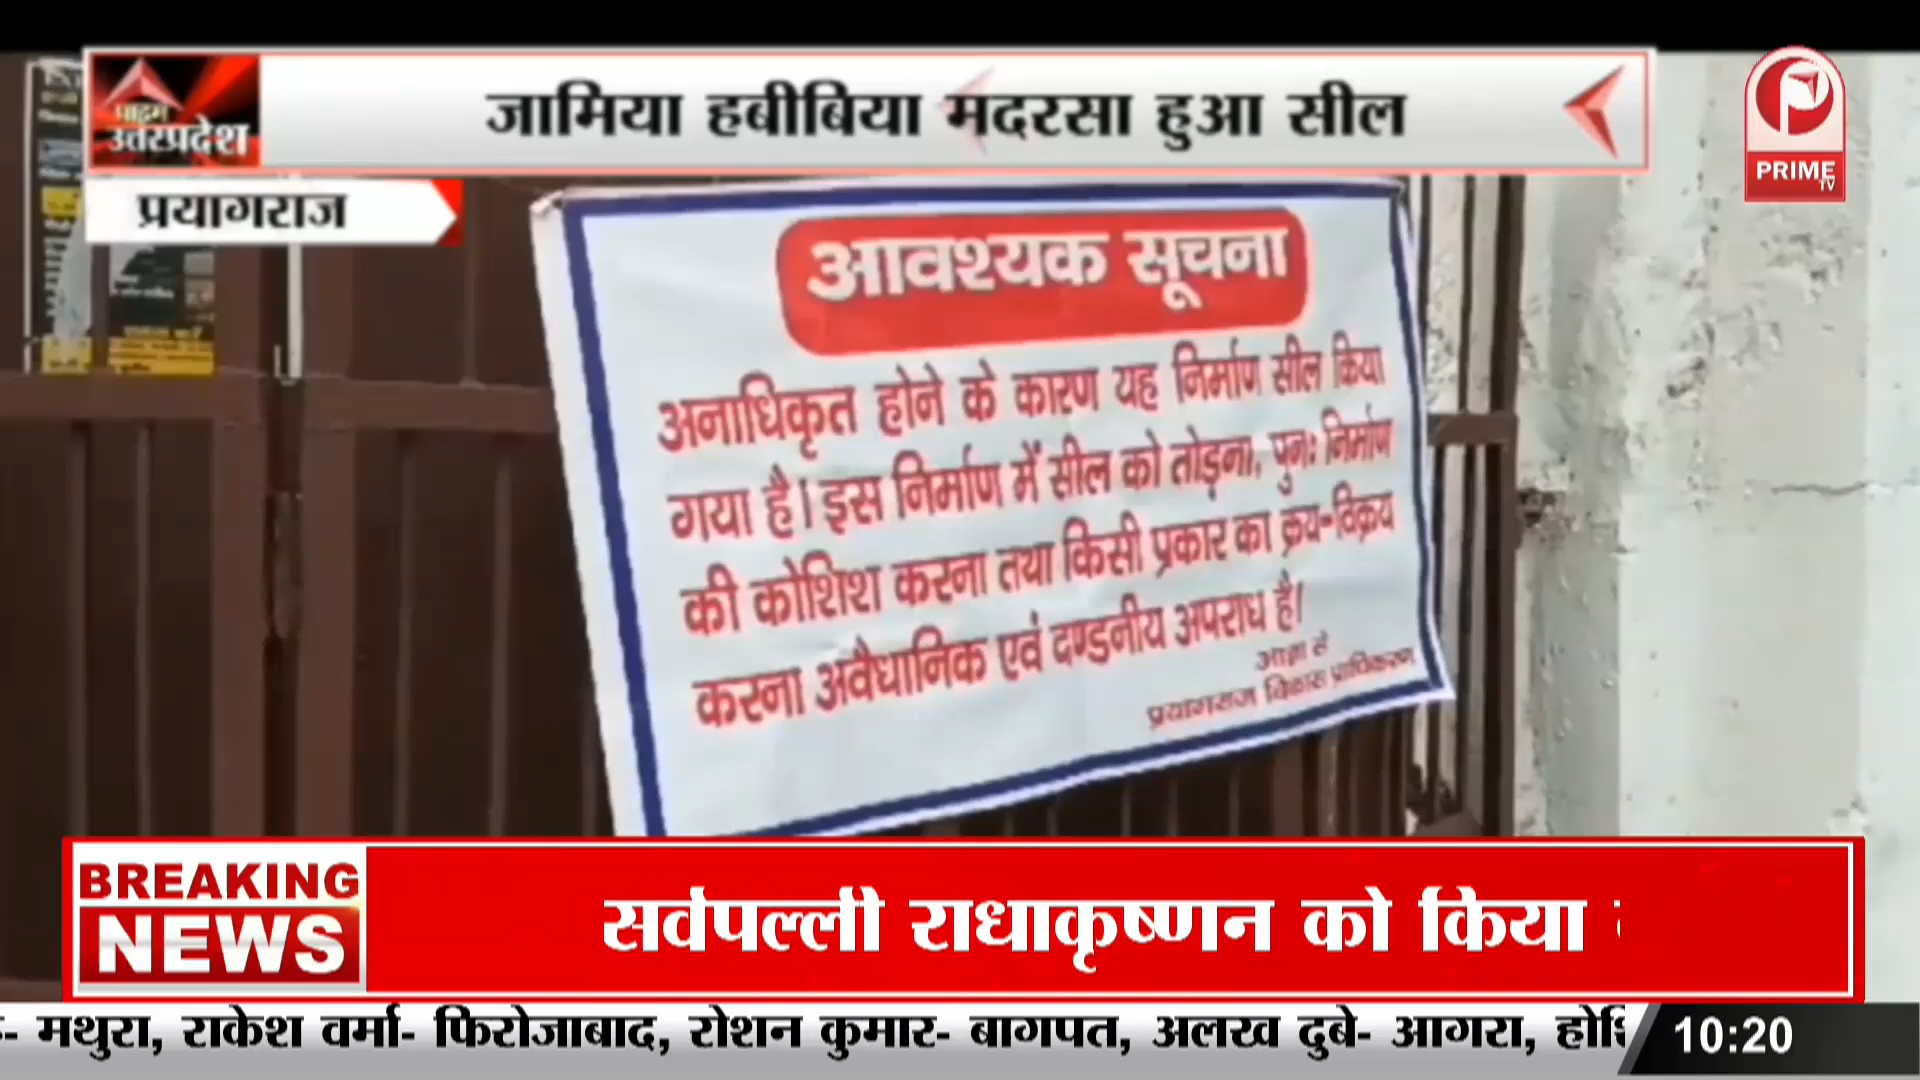 जामिया हबीबिया मदरसा हुआ सील
प्राइम
उत्तरप्रदेश
PRIME
TV
प्रयागराज
आवश्यक सूचना
अनाधिकृत होने के कारण यह निर्माण सील किया
गया है। इस निर्माण में सील को तोड़ना, पुनः निर्माण
की कोशिश करना तथा किसी प्रकार का क्रय-विक्रय
करना अवैधानिक एवं दण्डनीय अपराध है।
आज्ञा से
प्रयागराज विकास प्राधिकरण
BREAKING
NEWS
सर्वपल्ली राधाकृष्णन को किया
- मथुरा, राकेश वर्मा- फिरोजाबाद, रोशन कुमार- बागपत, अलख दुबे- आगरा,
10:20